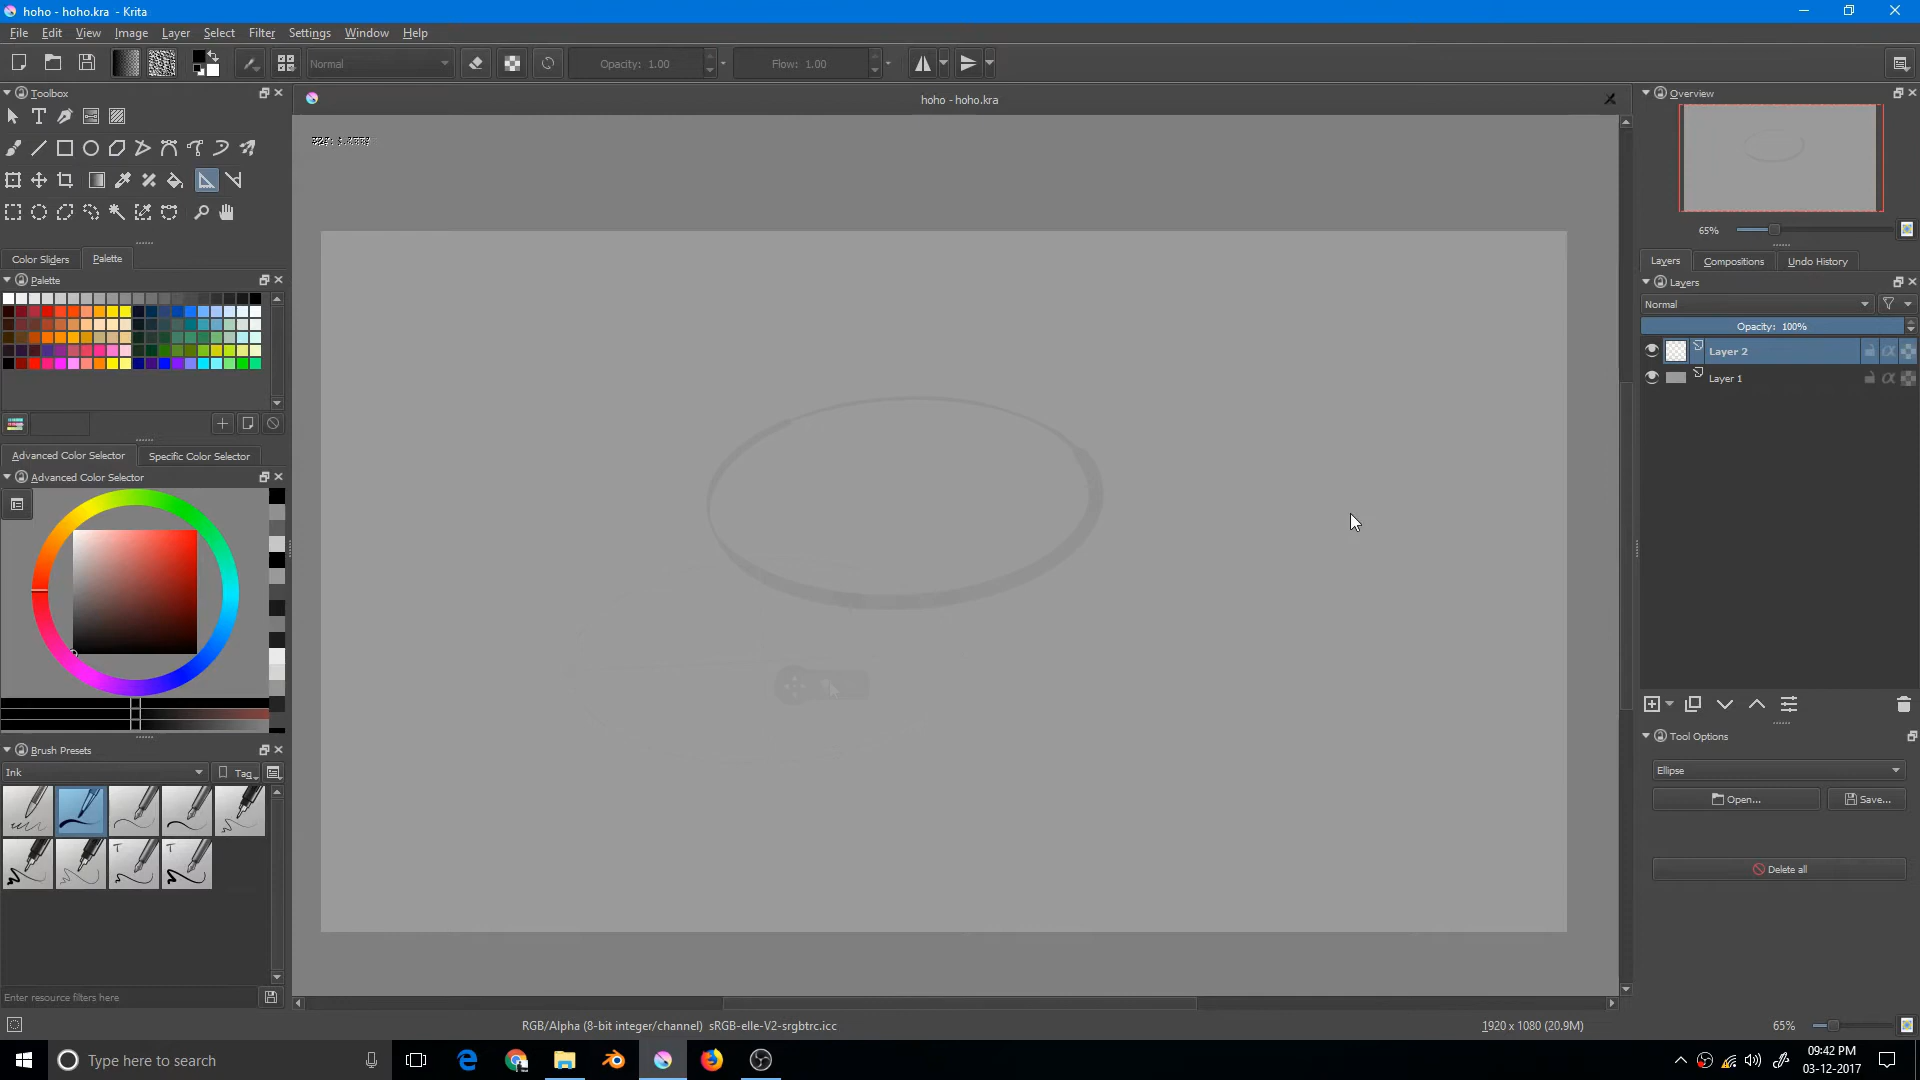 hoho - hoho.kra - Krita
File Edit View Image Layer Select Filter Settings Window Help
Normal Opacity: 1.00 Flow: 1.00
Toolbox
hoho - hoho.kra
Overview
65%
Color Sliders Palette
Palette
Layers Compositions Undo History
Layers
Normal
Opacity: 100%
Layer 2
Layer 1
Advanced Color Selector Specific Color Selector
Advanced Color Selector
Brush Presets
Ink Tag
T T
Enter resource filters here
Tool Options
Ellipse
Open... Save...
Delete all
RGB/Alpha (8-bit integer/channel) sRGB-elle-V2-srgbtrc.icc
1920 x 1080 (20.9M)
65%
Type here to search
09:42 PM
03-12-2017